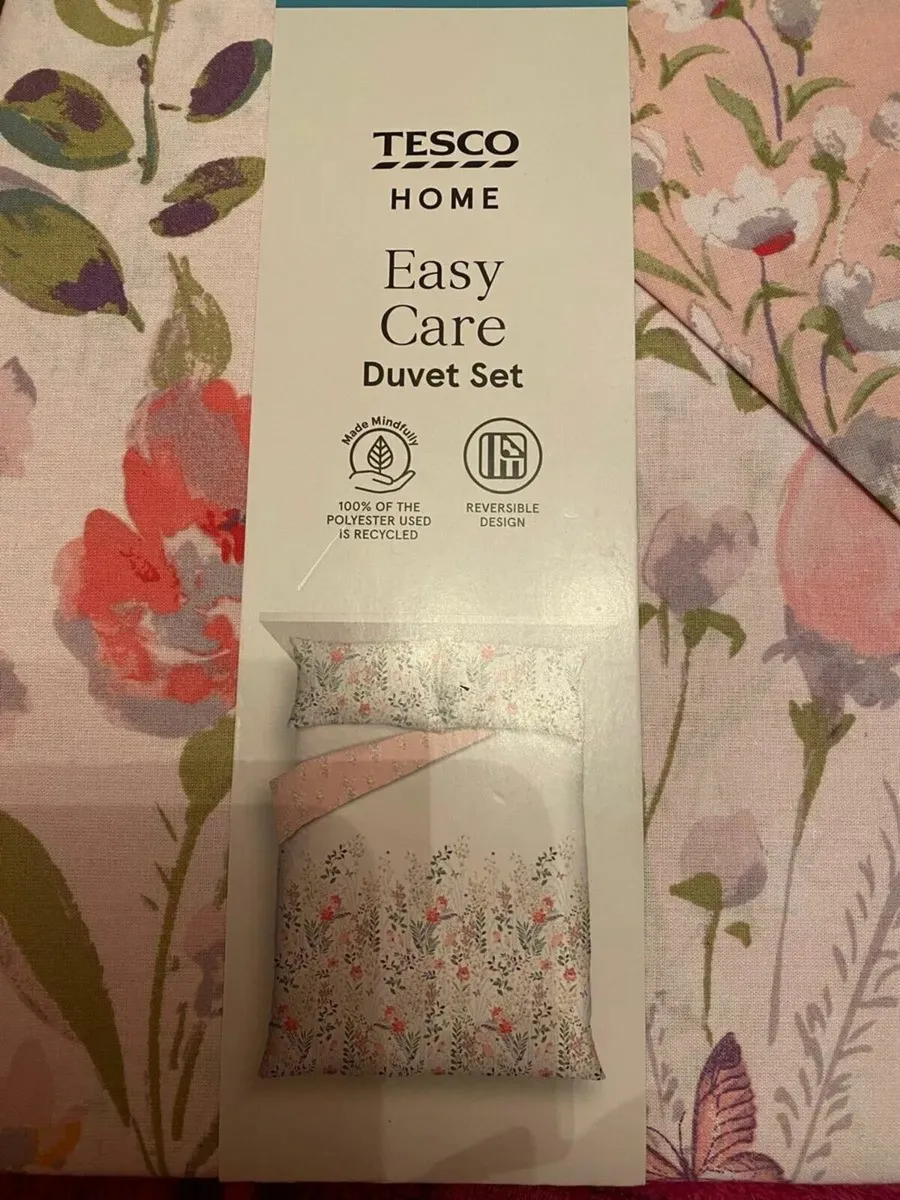 TESCO
HOME
Easy
Care
Duvet Set
Made Mindfully
100% OF THE
POLYESTER USED
IS RECYCLED
REVERSIBLE
DESIGN